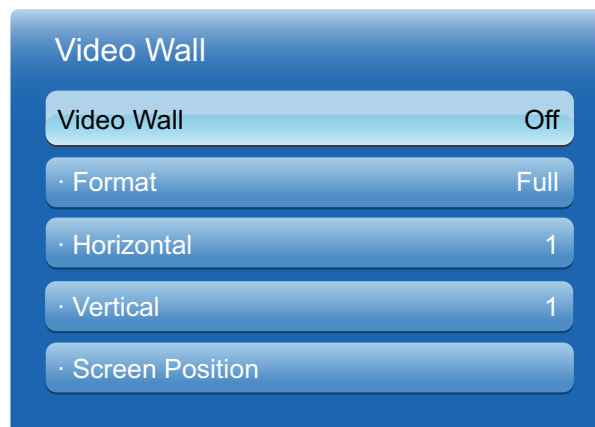 Video Wall
Video Wall Off
· Format Full
· Horizontal 1
· Vertical 1
· Screen Position